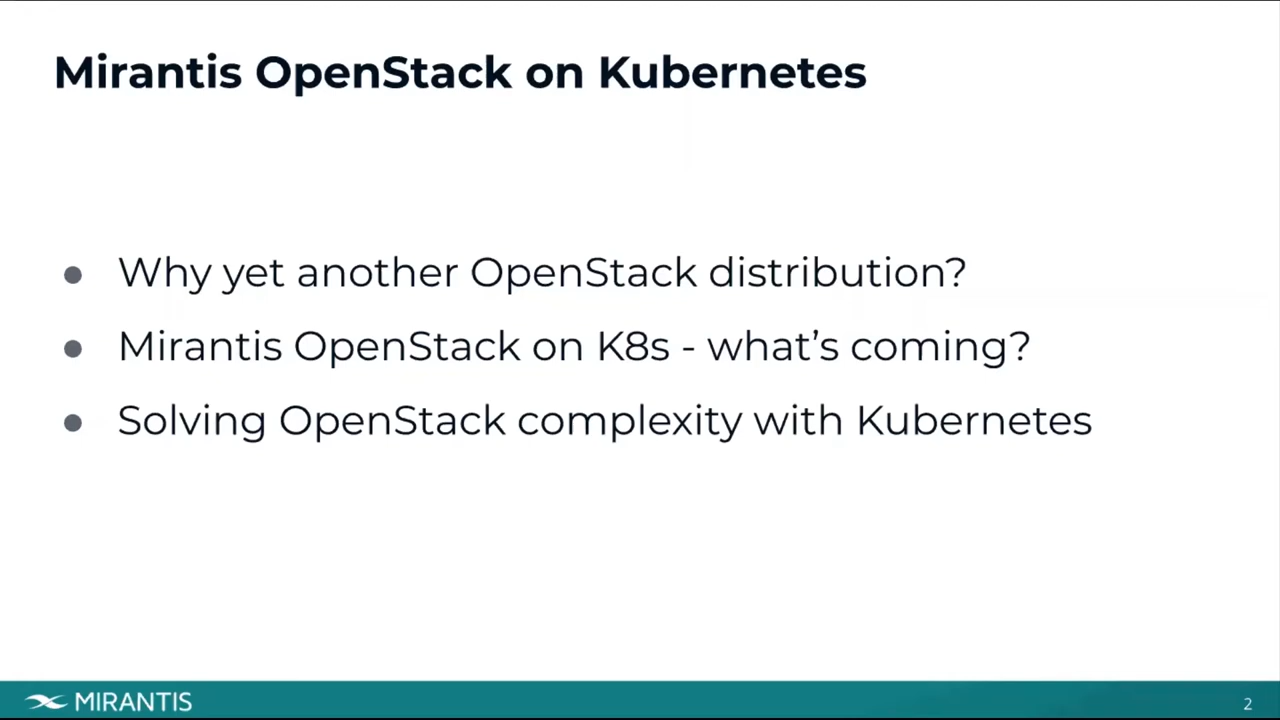 Mirantis OpenStack on Kubernetes
● Why yet another OpenStack distribution?
● Mirantis OpenStack on K8s - what’s coming?
● Solving OpenStack complexity with Kubernetes
MIRANTIS
2